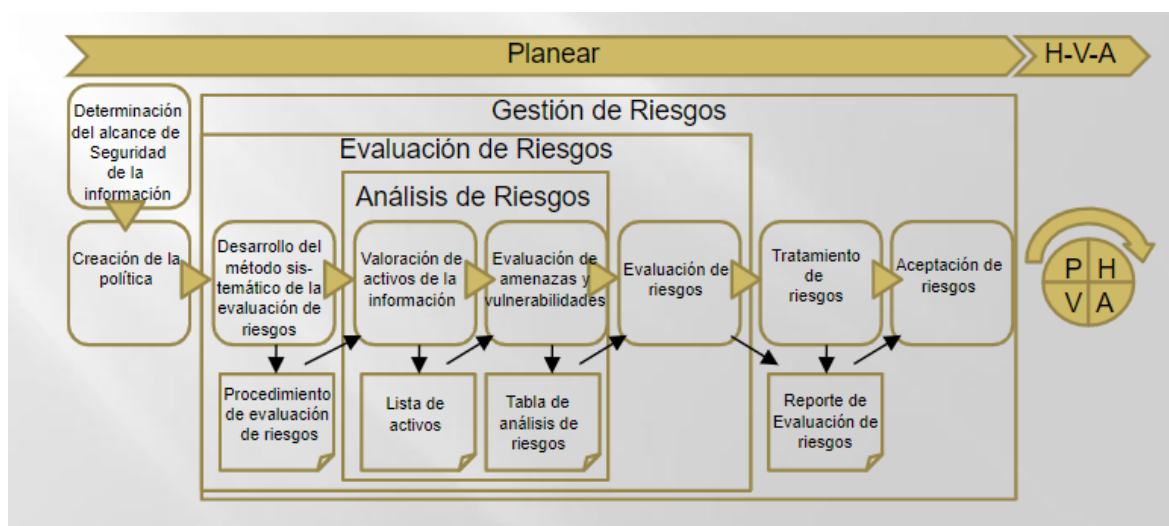 Planear
H-V-A
Determinación
del alcance de
Seguridad
de la
información
Gestión de Riesgos
Evaluación de Riesgos
Análisis de Riesgos
Creación de la
política
Desarrollo del
método sis-
temático de la
evaluación de
riesgos
Valoración de
activos de la
información
Evaluación de
amenazas y
vulnerabilidades
Evaluación de
riesgos
Tratamiento
de
riesgos
Aceptación de
riesgos
P H
V A
Procedimiento
de evaluación
de riesgos
Lista de
activos
Tabla de
análisis de
riesgos
Reporte de
Evaluación de
riesgos